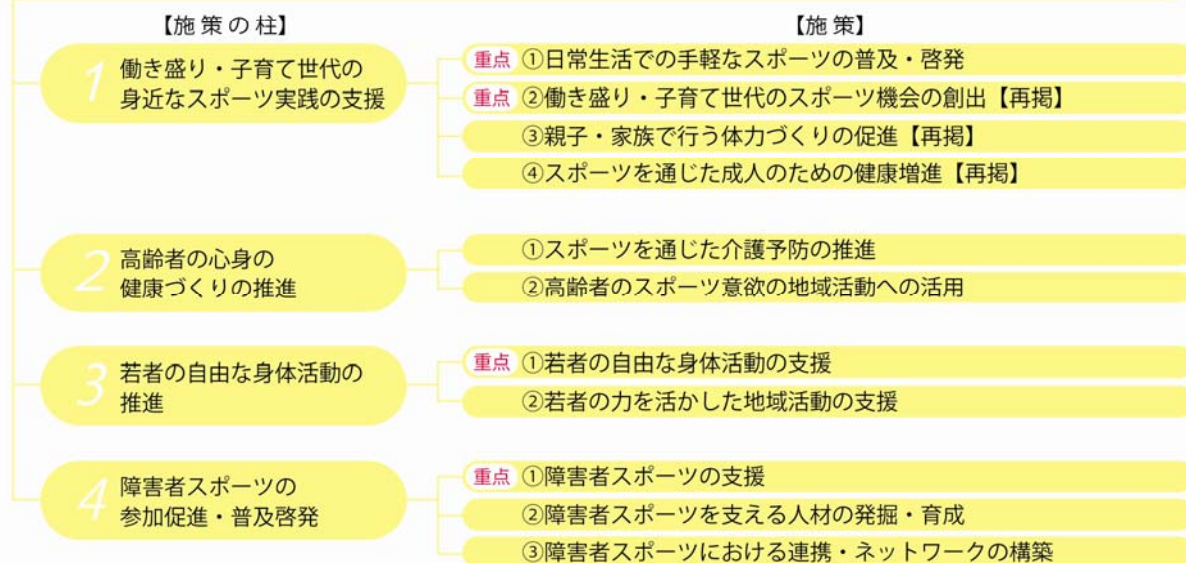 【施策の柱】
【施策】
1 働き盛り・子育て世代の
身近なスポーツ実践の支援
重点 ①日常生活での手軽なスポーツの普及・啓発
重点 ②働き盛り・子育て世代のスポーツ機会の創出【再掲】
③親子・家族で行う体力づくりの促進【再掲】
④スポーツを通じた成人のための健康増進【再掲】
2 高齢者の心身の
健康づくりの推進
①スポーツを通じた介護予防の推進
②高齢者のスポーツ意欲の地域活動への活用
3 若者の自由な身体活動の
推進
重点 ①若者の自由な身体活動の支援
②若者の力を活かした地域活動の支援
4 障害者スポーツの
参加促進・普及啓発
重点 ①障害者スポーツの支援
②障害者スポーツを支える人材の発掘・育成
③障害者スポーツにおける連携・ネットワークの構築